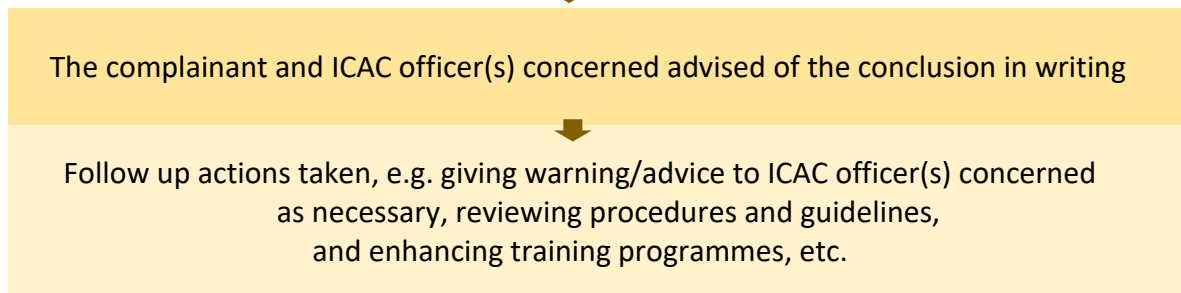 The complainant and ICAC officer(s) concerned advised of the conclusion in writing
Follow up actions taken, e.g. giving warning/advice to ICAC officer(s) concerned
as necessary, reviewing procedures and guidelines,
and enhancing training programmes, etc.